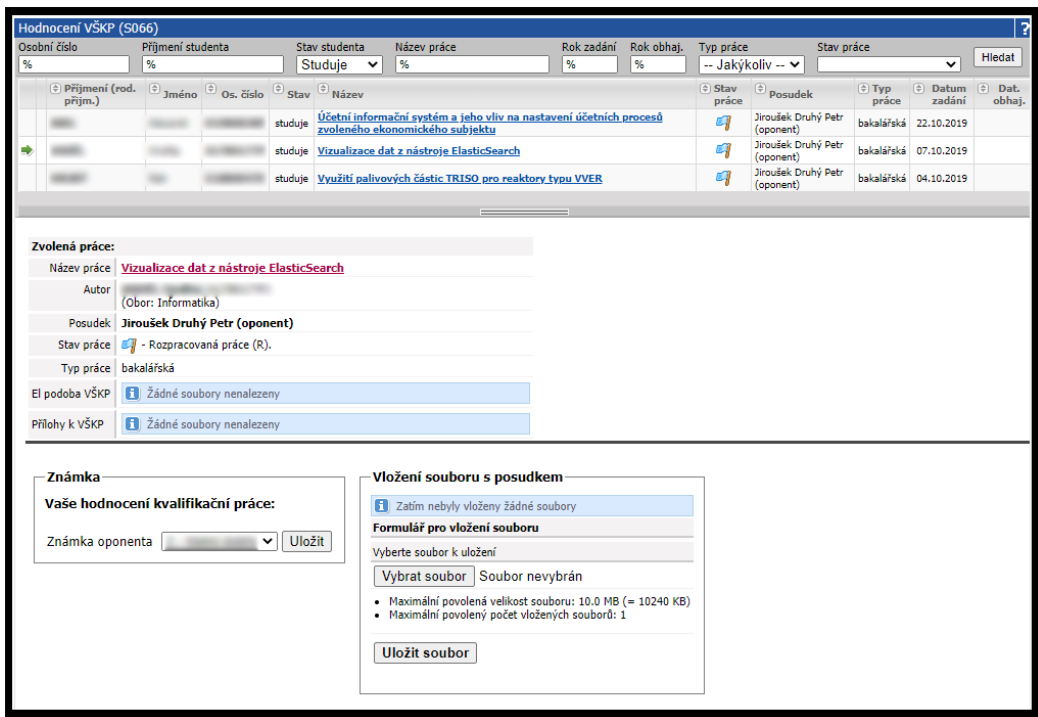 Hodnocení VŠKP (S066) ?
Osobní číslo Příjmení studenta Stav studenta Název práce Rok zadání Rok obhaj. Typ práce Stav práce
% % Studuje % % % -- Jakýkoliv -- Hledat
Příjmení (rod. přijm.) Jméno Os. číslo Stav Název Stav práce Posudek Typ práce Datum zadání Dat. obhaj.
studuje Účetní informační systém a jeho vliv na nastavení účetních procesů zvoleného ekonomického subjektu Jiroušek Druhý Petr (oponent) bakalářská 22.10.2019
studuje Vizualizace dat z nástroje ElasticSearch Jiroušek Druhý Petr (oponent) bakalářská 07.10.2019
studuje Využití palivových částic TRISO pro reaktory typu VVER Jiroušek Druhý Petr (oponent) bakalářská 04.10.2019
Zvolená práce:
Název práce Vizualizace dat z nástroje ElasticSearch
Autor
(Obor: Informatika)
Posudek Jiroušek Druhý Petr (oponent)
Stav práce - Rozpracovaná práce (R).
Typ práce bakalářská
El podoba VŠKP Žádné soubory nenalezeny
Přílohy k VŠKP Žádné soubory nenalezeny
Známka
Vaše hodnocení kvalifikační práce:
Známka oponenta Uložit
Vložení souboru s posudkem
Zatím nebyly vloženy žádné soubory
Formulář pro vložení souboru
Vyberte soubor k uložení
Vybrat soubor Soubor nevybrán
• Maximální povolená velikost souboru: 10.0 MB (= 10240 KB)
• Maximální povolený počet vložených souborů: 1
Uložit soubor